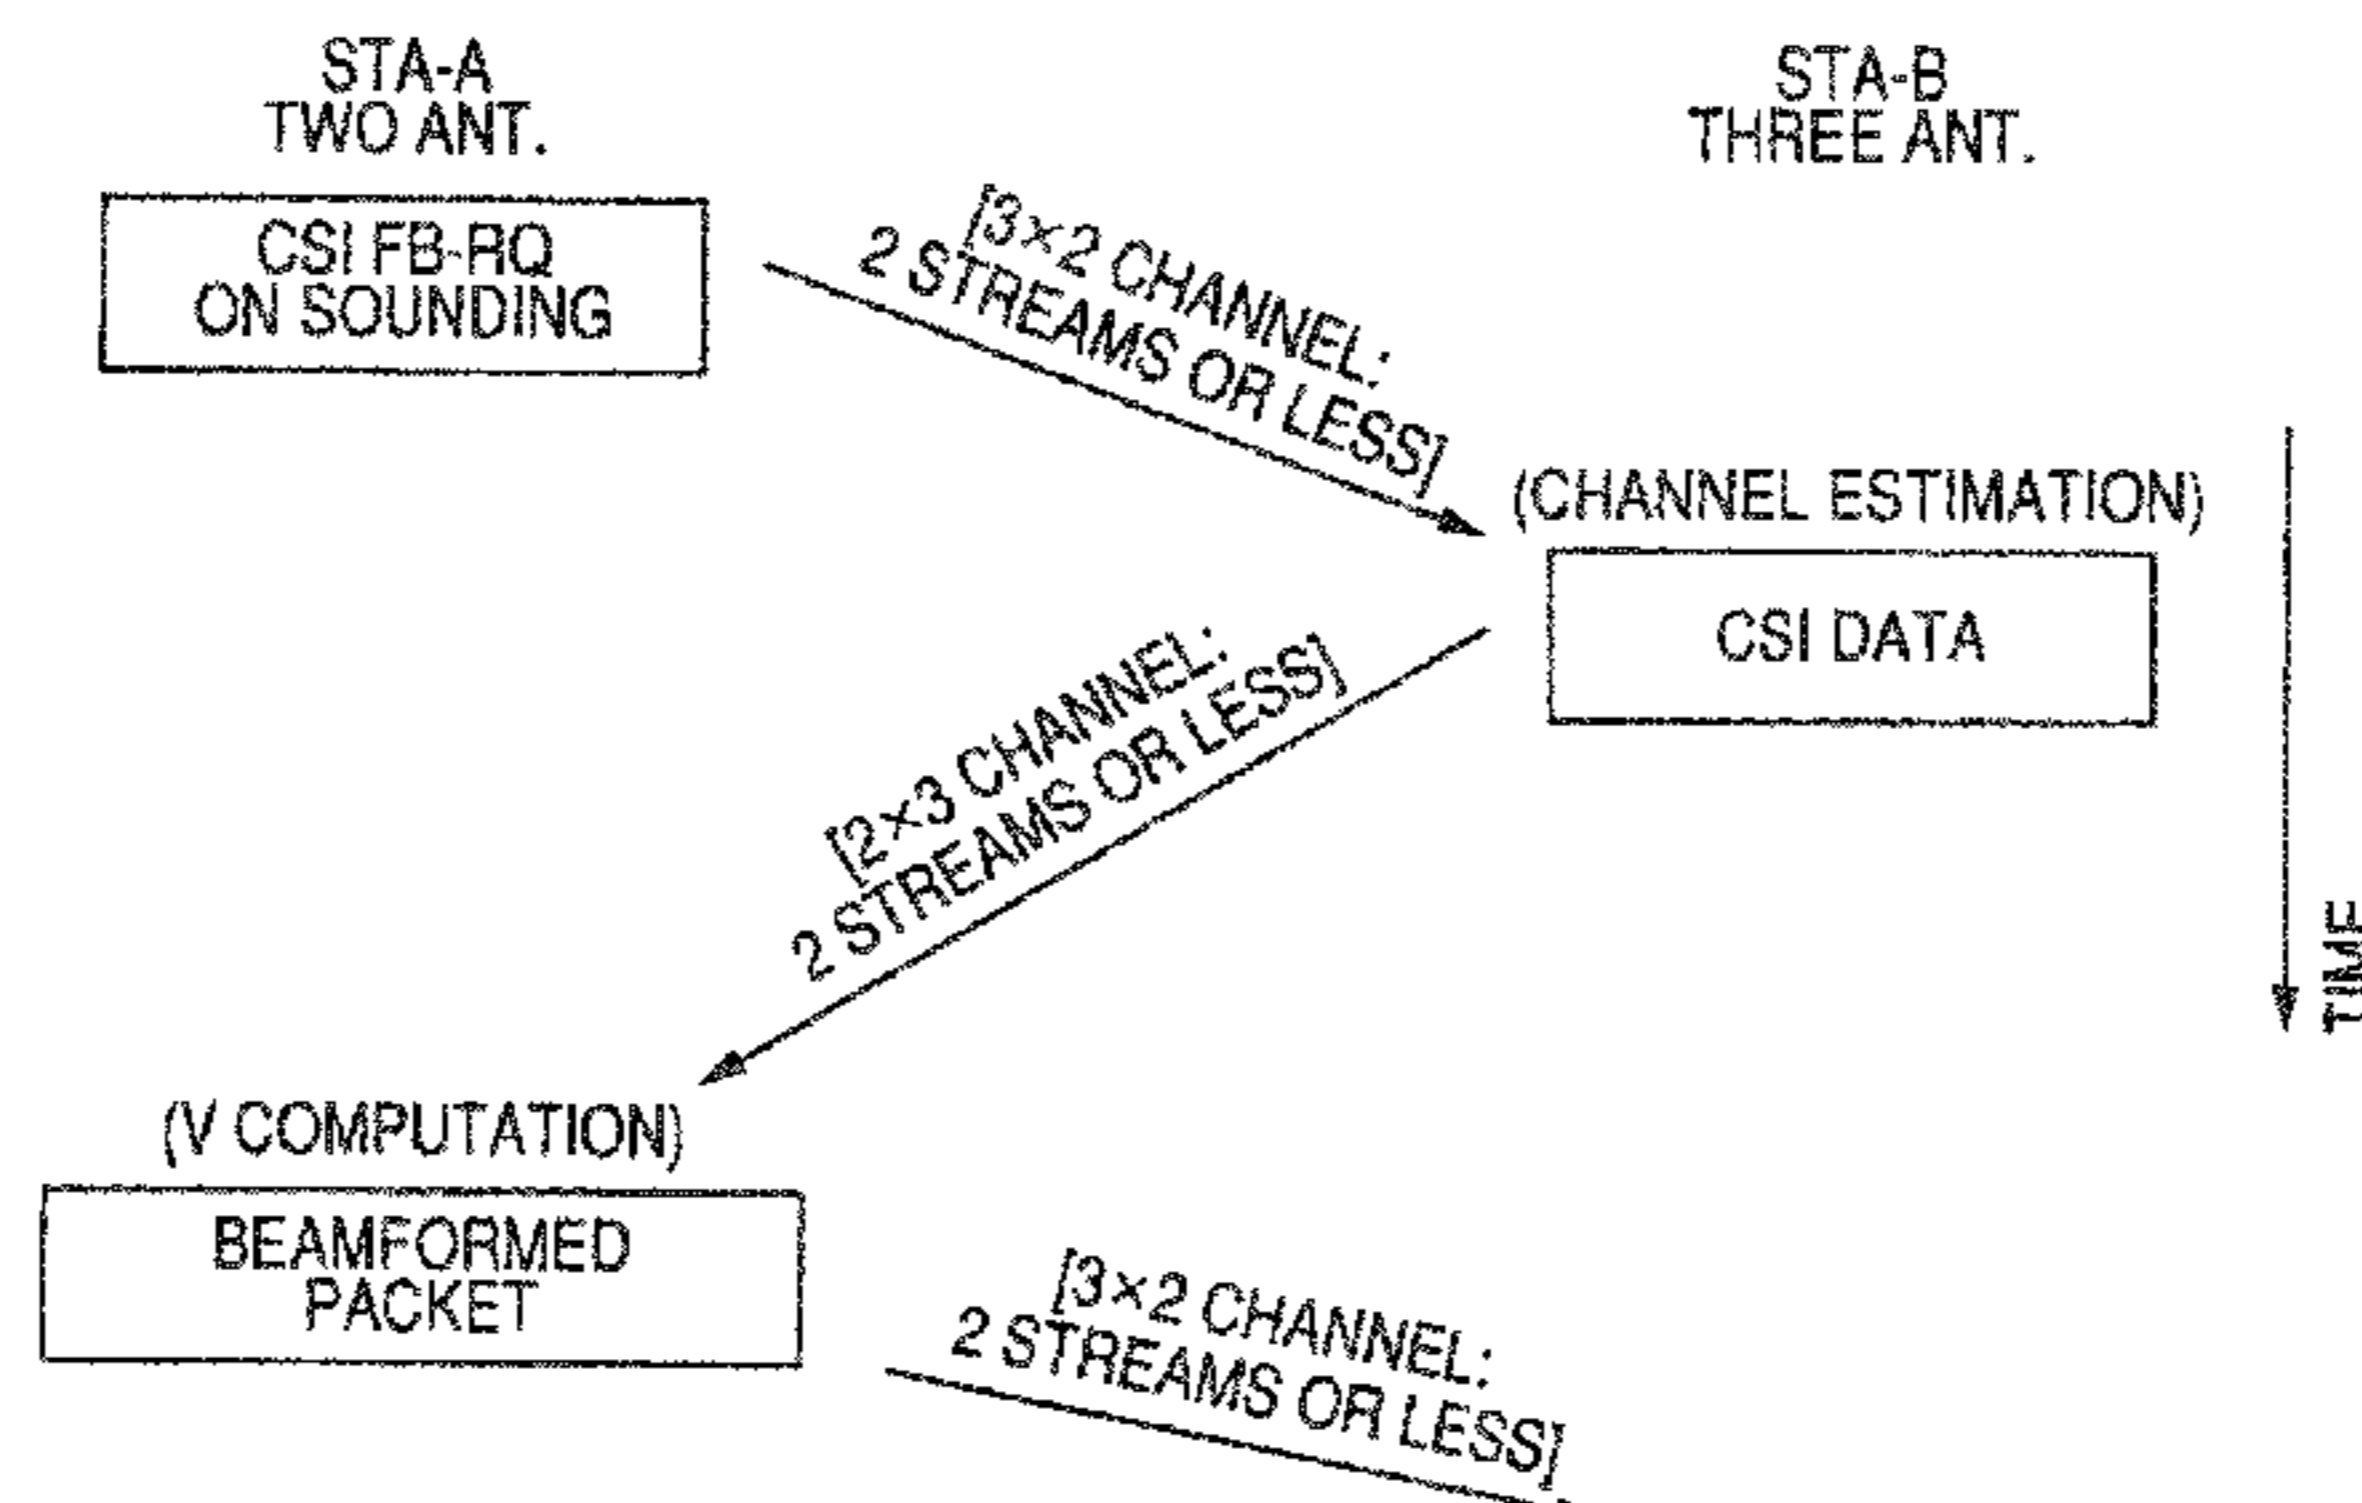 STA-A
TWO ANT.
STA-B
THREE ANT.
CSI FB-RQ
ON SOUNDING
[3×2 CHANNEL:
2 STREAMS OR LESS]
(CHANNEL ESTIMATION)
CSI DATA
[2×3 CHANNEL:
2 STREAMS OR LESS]
TIME
(V COMPUTATION)
BEAMFORMED
PACKET
[3×2 CHANNEL:
2 STREAMS OR LESS]